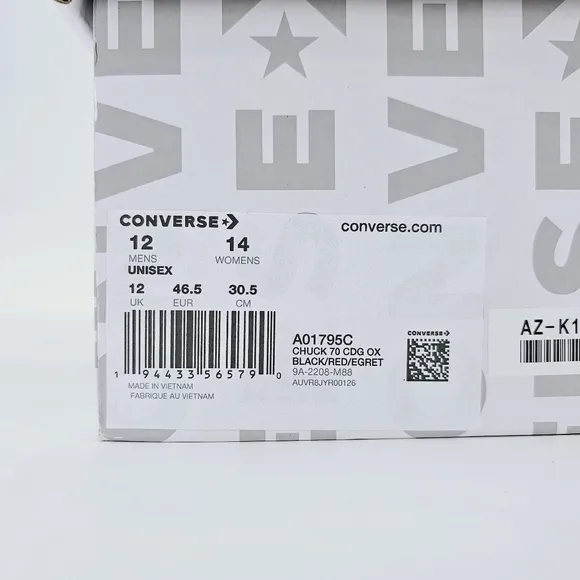 CONVERSE
converse.com
12 14
MENS WOMENS
UNISEX
12 46.5 30.5
UK EUR CM
A01795C
CHUCK 70 CDG OX
BLACK/RED/EGRET
9A-2208-M88
AUVR8JYR00126
CONVERSE
1 94433 56579 0
MADE IN VIETNAM
FABRIQUE AU VIETNAM
AZ-K1